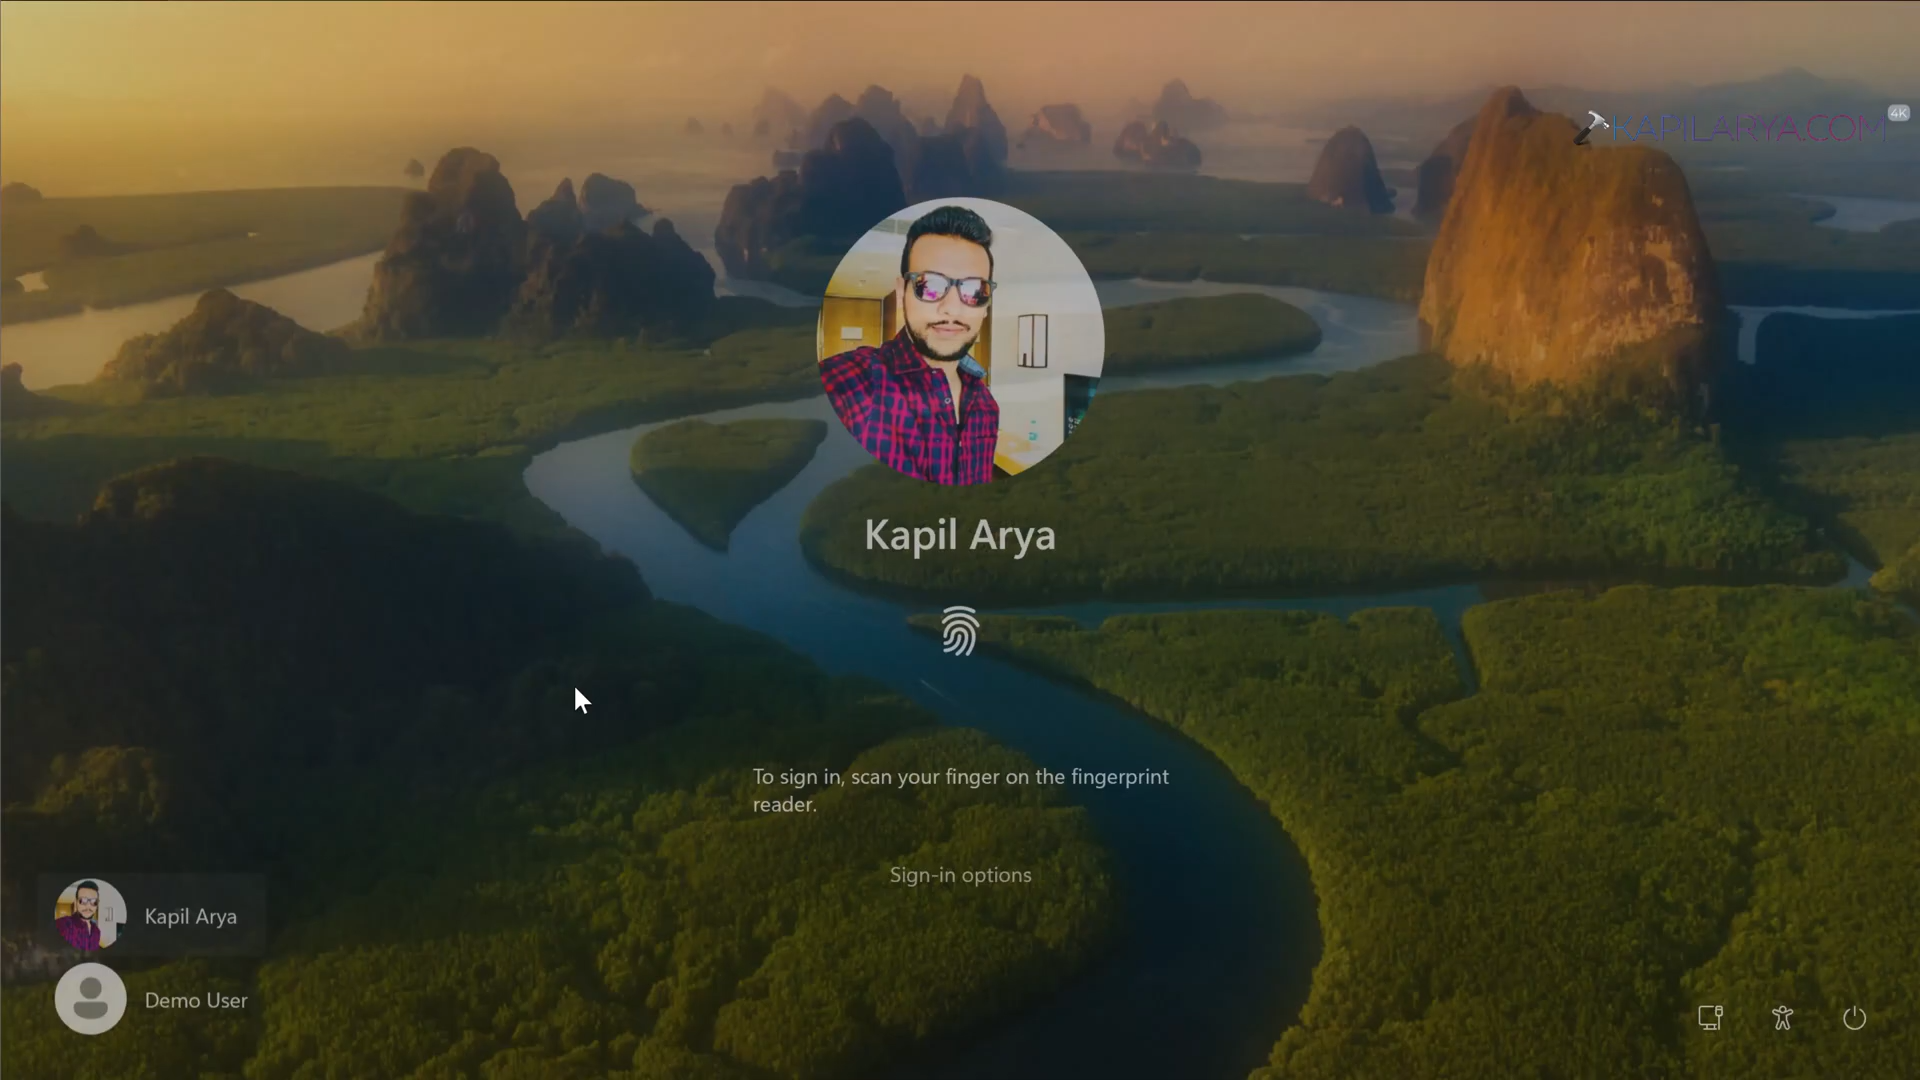 KAPILARYA.COM
4K
Kapil Arya
To sign in, scan your finger on the fingerprint
reader.
Sign-in options
Kapil Arya
Demo User